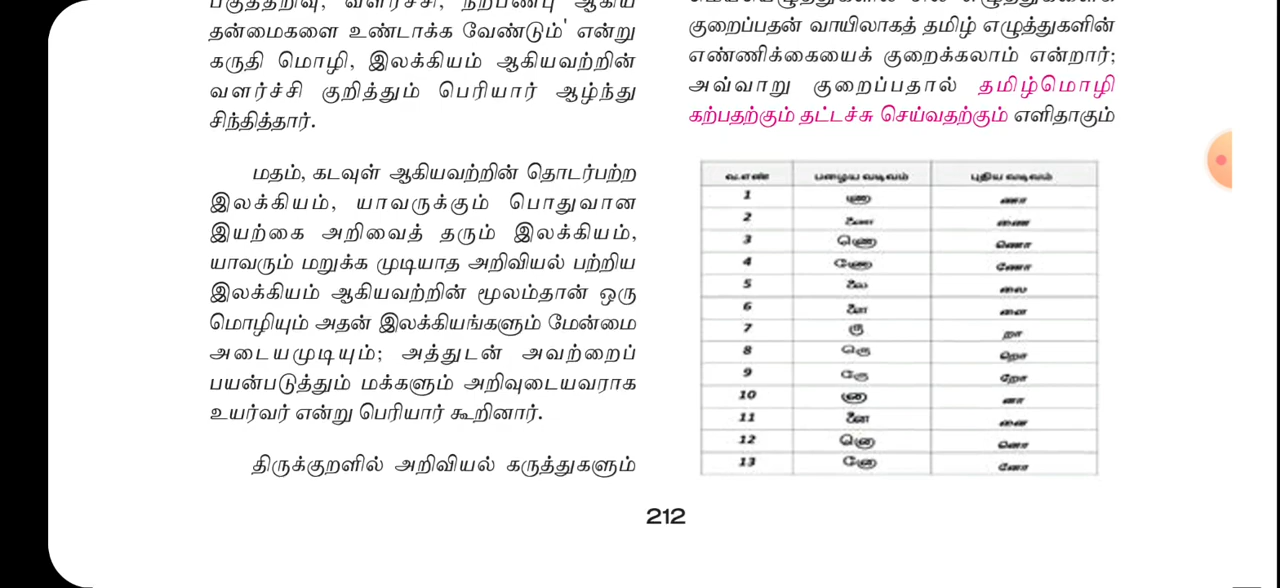 தன்மைகளை உண்டாக்க வேண்டும்' என்று
கருதி மொழி, இலக்கியம் ஆகியவற்றின்
வளர்ச்சி குறித்தும் பெரியார் ஆழ்ந்து
சிந்தித்தார்.
மதம், கடவுள் ஆகியவற்றின் தொடர்பற்ற
இலக்கியம், யாவருக்கும் பொதுவான
இயற்கை அறிவைத் தரும் இலக்கியம்,
யாவரும் மறுக்க முடியாத அறிவியல் பற்றிய
இலக்கியம் ஆகியவற்றின் மூலம்தான் ஒரு
மொழியும் அதன் இலக்கியங்களும் மேன்மை
அடையமுடியும்; அத்துடன் அவற்றைப்
பயன்படுத்தும் மக்களும் அறிவுடையவராக
உயர்வர் என்று பெரியார் கூறினார்.
திருக்குறளில் அறிவியல் கருத்துகளும்
குறைப்பதன் வாயிலாகத் தமிழ் எழுத்துகளின்
எண்ணிக்கையைக் குறைக்கலாம் என்றார்;
அவ்வாறு குறைப்பதால் தமிழ்மொழி
கற்பதற்கும் தட்டச்சு செய்வதற்கும் எளிதாகும்
வ.எண் பழைய வடிவம் புதிய வடிவம்
1 ணா
2 ணை
3 ணொ
4 ணோ
5 லை
6 ளை
7 றா
8 றொ
9 றோ
10 னா
11 னை
12 னொ
13 னோ
212